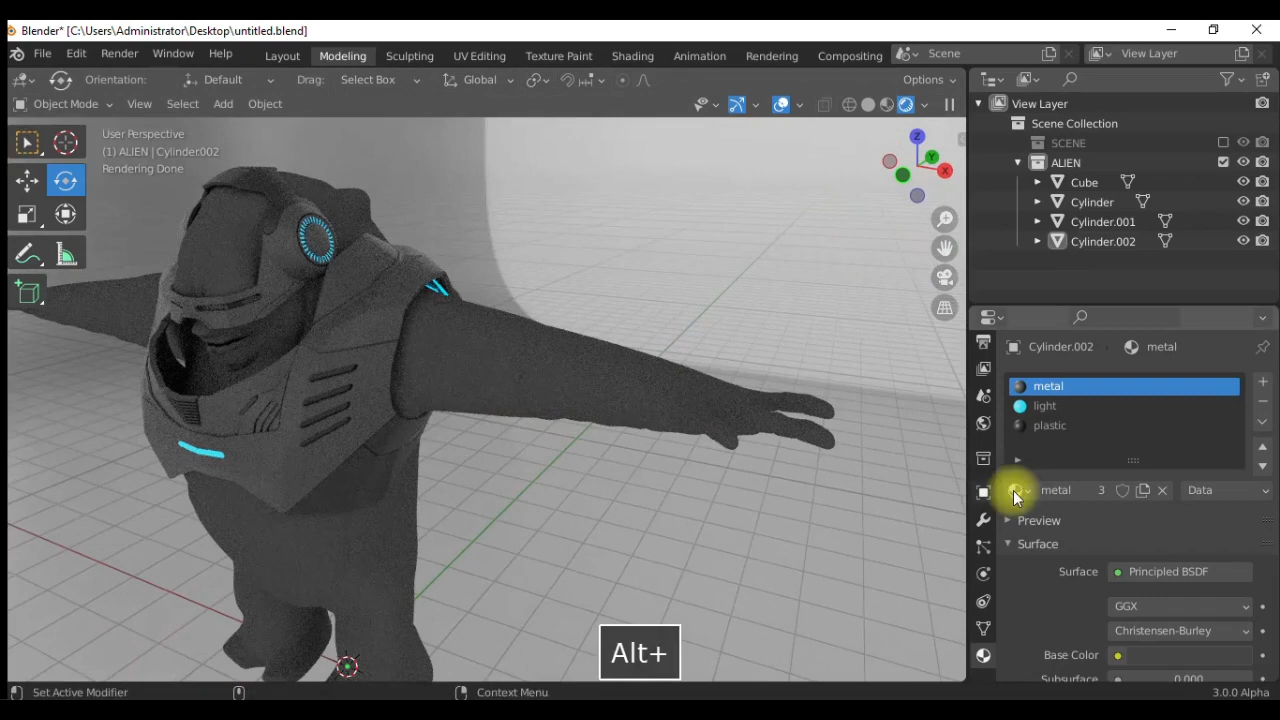 Blender* [C:\Users\Administrator\Desktop\untitled.blend]
File Edit Render Window Help Layout Modeling Sculpting UV Editing Texture Paint Shading Animation Rendering Compositing Scene View Layer
Orientation: Default Drag: Select Box Global Options
Object Mode View Select Add Object
User Perspective
(1) ALIEN | Cylinder.002
Rendering Done
Z
Y
X
View Layer
Scene Collection
SCENE
ALIEN
Cube
Cylinder
Cylinder.001
Cylinder.002
Cylinder.002 metal
metal
light
plastic
metal 3 Data
Preview
Surface
Surface Principled BSDF
GGX
Christensen-Burley
Base Color
Subsurface 0.000
Alt+
Set Active Modifier Context Menu 3.0.0 Alpha